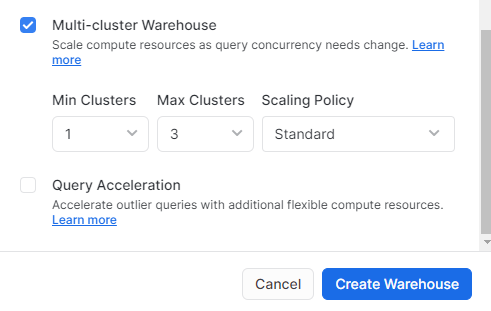 Multi-cluster Warehouse
Scale compute resources as query concurrency needs change. Learn
more
Min Clusters Max Clusters Scaling Policy
1 3 Standard
Query Acceleration
Accelerate outlier queries with additional flexible compute resources.
Learn more
Cancel Create Warehouse